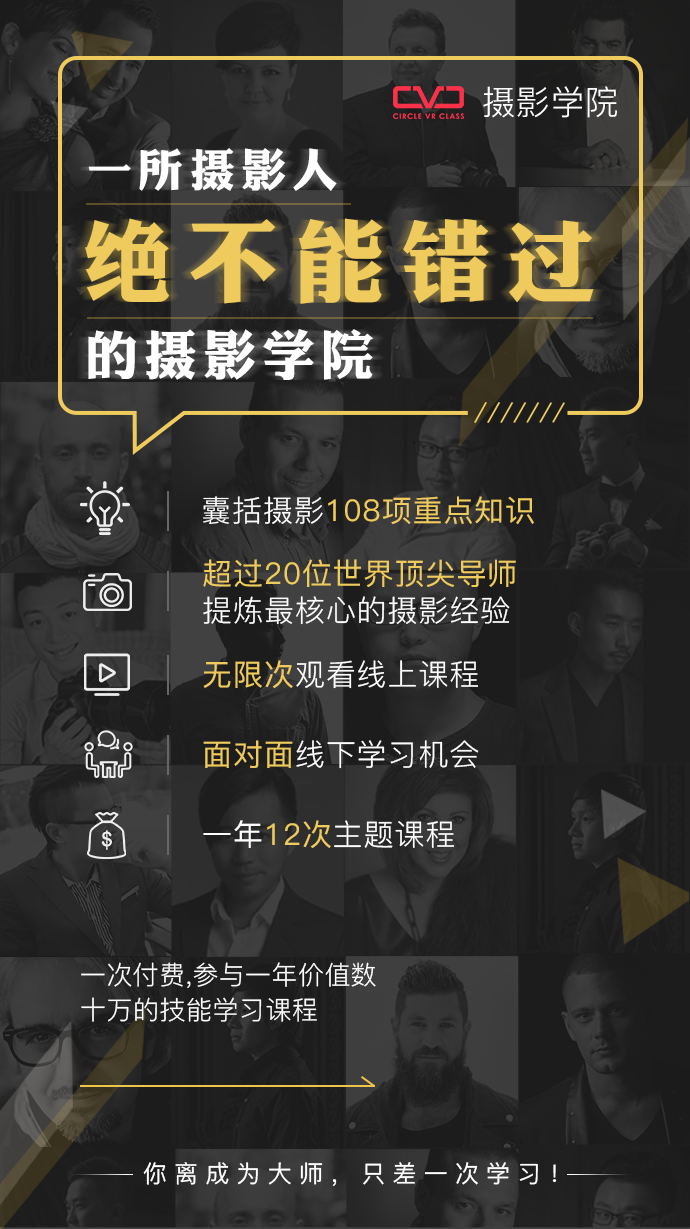 CVC
CIRCLE VR CLASS
摄影学院
一所摄影人
绝不能错过
的摄影学院
囊括摄影108项重点知识
超过20位世界顶尖导师
提炼最核心的摄影经验
无限次观看线上课程
面对面线下学习机会
$
一年12次主题课程
一次付费,参与一年价值数
十万的技能学习课程
你离成为大师，只差一次学习！